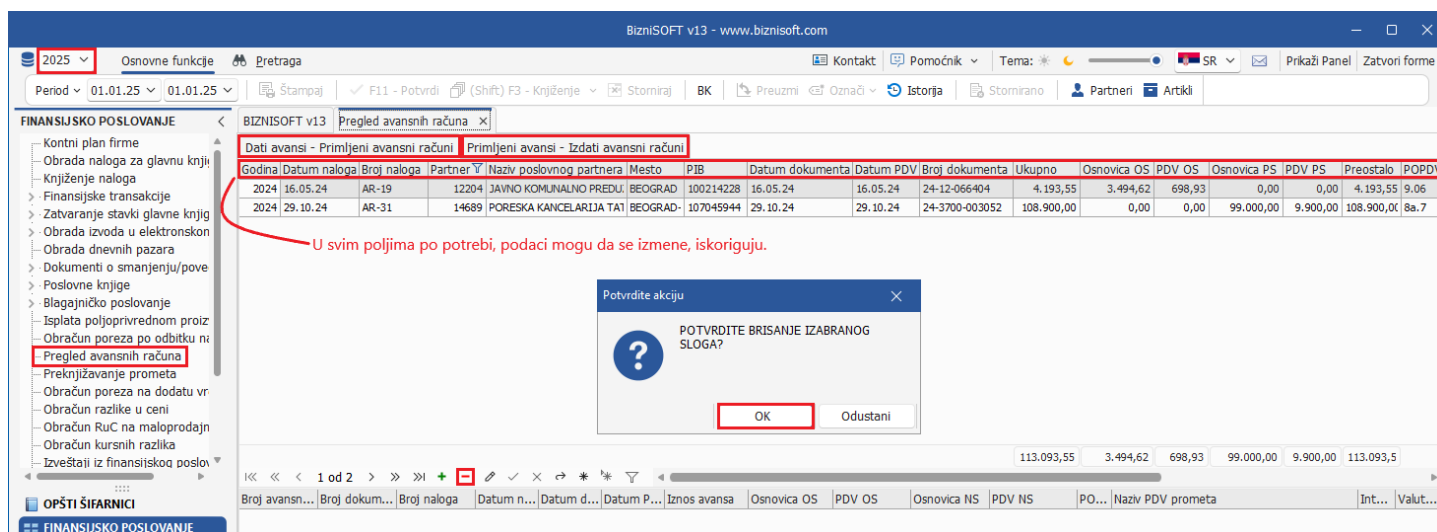 BizniSOFT v13 - www.biznisoft.com
2025 Osnovne funkcije Pretraga Kontakt Pomoćnik Tema: SR Prikaži Panel Zatvori forme
Period 01.01.25 01.01.25 Štampaj F11 - Potvrdi (Shift) F3 - Knjiženje Storniraj BK Preuzmi Označi Istorija Stornirano Partneri Artikli
FINANSIJSKO POSLOVANJE
BIZNISOFT v13 Pregled avansnih računa
Kontni plan firme
Obrada naloga za glavnu knji
Knjiženje naloga
Finansijske transakcije
Zatvaranje stavki glavne knjig
Obrada izvoda u elektronskon
Obrada dnevnih pazara
Dokumenti o smanjenju/pove
Poslovne knjige
Blagajničko poslovanje
Isplata poljoprivrednom proiz
Obračun poreza po odbitku na
Pregled avansnih računa
Preknjižavanje prometa
Obračun poreza na dodatu vr
Obračun razlike u ceni
Obračun RuC na maloprodajn
Obračun kursnih razlika
Izveštaji iz finansijskog poslov
OPŠTI ŠIFARNICI
FINANSIJSKO POSLOVANJE
Dati avansi - Primljeni avansni računi Primljeni avansi - Izdati avansni računi
Godina Datum naloga Broj naloga Partner Naziv poslovnog partnera Mesto PIB Datum dokumenta Datum PDV Broj dokumenta Ukupno Osnovica OS PDV OS Osnovica PS PDV PS Preostalo POPDV
2024 16.05.24 AR-19 12204 JAVNO KOMUNALNO PREDU. BEOGRAD 100214228 16.05.24 16.05.24 24-12-066404 4.193,55 3.494,62 698,93 0,00 0,00 4.193,55 9.06
2024 29.10.24 AR-31 14689 PORESKA KANCELARIJA TAT BEOGRAD- 107045944 29.10.24 29.10.24 24-3700-003052 108.900,00 0,00 0,00 99.000,00 9.900,00 108.900,0( 8a.7
U svim poljima po potrebi, podaci mogu da se izmene, iskoriguju.
Potvrdite akciju
POTVRDITE BRISANJE IZABRANOG
SLOGA?
OK Odustani
113.093,55 3.494,62 698,93 99.000,00 9.900,00 113.093,5
1 od 2
Broj avansn... Broj dokum... Broj naloga Datum n... Datum d... Datum P... Iznos avansa Osnovica OS PDV OS Osnovica NS PDV NS PO... Naziv PDV prometa Int... Valut...